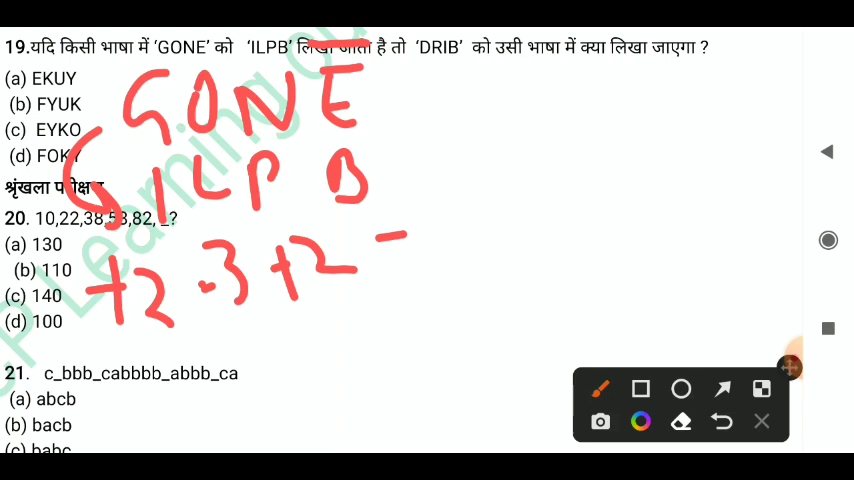 19.यदि किसी भाषा में ‘GONE’ को ‘ILPB’ लिखा जाता है तो ‘DRIB’ को उसी भाषा में क्या लिखा जाएगा ?
(a) EKUY
(b) FYUK
(c) EYKO
(d) FOKY
GONE
ILPB
+2 -3 +2 -
श्रृंखला परीक्षण
20. 10,22,38,58,82, _?
(a) 130
(b) 110
(c) 140
(d) 100
21. c_bbb_cabbbb_abbb_ca
(a) abcb
(b) bacb
(c) babc
Learning